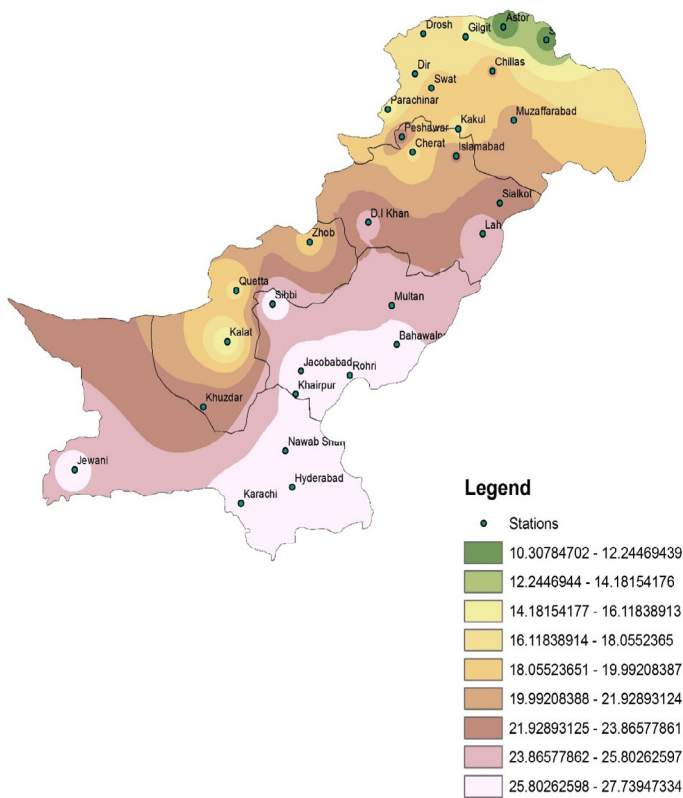 Astor
Drosh
Gilgit
S
Chillas
Dir
Swat
Parachinar
Muzaffarabad
Kakul
Peshawar
Cherat
Islamabad
Sialkot
D.I Khan
Lah
Zhob
Quetta
Sibbi
Multan
Kalat
Bahawalp
Jacobabad
Rohri
Khairpur
Khuzdar
Nawab Shah
Jewani
Hyderabad
Karachi
Legend
Stations
10.30784702 - 12.24469439
12.2446944 - 14.18154176
14.18154177 - 16.11838913
16.11838914 - 18.0552365
18.05523651 - 19.99208387
19.99208388 - 21.92893124
21.92893125 - 23.86577861
23.86577862 - 25.80262597
25.80262598 - 27.73947334